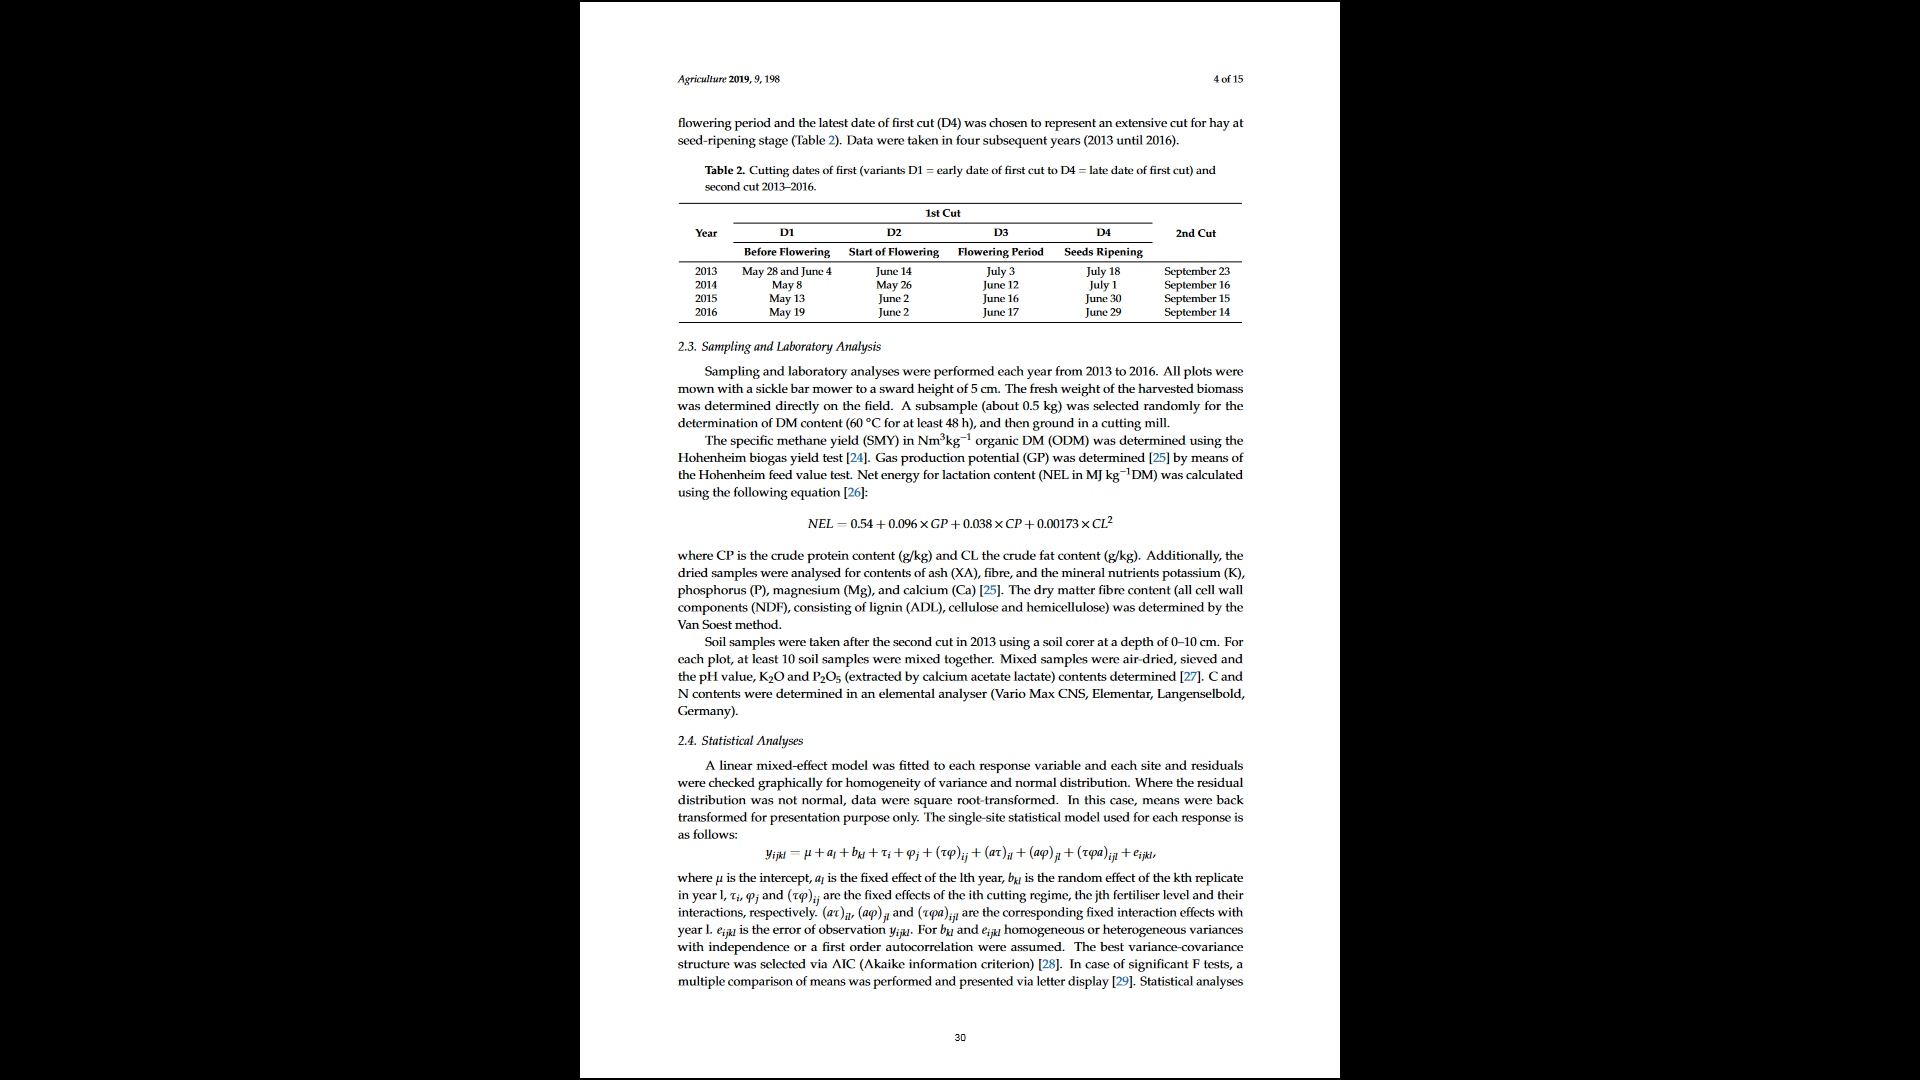 Agriculture 2019, 9, 198 4 of 15
flowering period and the latest date of first cut (D4) was chosen to represent an extensive cut for hay at
seed-ripening stage (Table 2). Data were taken in four subsequent years (2013 until 2016).
Table 2. Cutting dates of first (variants D1 = early date of first cut to D4 = late date of first cut) and
second cut 2013–2016.
1st Cut
Year D1 D2 D3 D4 2nd Cut
Before Flowering Start of Flowering Flowering Period Seeds Ripening
2013 May 28 and June 4 June 14 July 3 July 18 September 23
2014 May 8 May 26 June 12 July 1 September 16
2015 May 13 June 2 June 16 June 30 September 15
2016 May 19 June 2 June 17 June 29 September 14
2.3. Sampling and Laboratory Analysis
Sampling and laboratory analyses were performed each year from 2013 to 2016. All plots were
mown with a sickle bar mower to a sward height of 5 cm. The fresh weight of the harvested biomass
was determined directly on the field. A subsample (about 0.5 kg) was selected randomly for the
determination of DM content (60 °C for at least 48 h), and then ground in a cutting mill.
The specific methane yield (SMY) in Nm³kg⁻¹ organic DM (ODM) was determined using the
Hohenheim biogas yield test [24]. Gas production potential (GP) was determined [25] by means of
the Hohenheim feed value test. Net energy for lactation content (NEL in MJ kg⁻¹DM) was calculated
using the following equation [26]:
NEL = 0.54 + 0.096 × GP + 0.038 × CP + 0.00173 × CL²
where CP is the crude protein content (g/kg) and CL the crude fat content (g/kg). Additionally, the
dried samples were analysed for contents of ash (XA), fibre, and the mineral nutrients potassium (K),
phosphorus (P), magnesium (Mg), and calcium (Ca) [25]. The dry matter fibre content (all cell wall
components (NDF), consisting of lignin (ADL), cellulose and hemicellulose) was determined by the
Van Soest method.
Soil samples were taken after the second cut in 2013 using a soil corer at a depth of 0–10 cm. For
each plot, at least 10 soil samples were mixed together. Mixed samples were air-dried, sieved and
the pH value, K₂O and P₂O₅ (extracted by calcium acetate lactate) contents determined [27]. C and
N contents were determined in an elemental analyser (Vario Max CNS, Elementar, Langenselbold,
Germany).
2.4. Statistical Analyses
A linear mixed-effect model was fitted to each response variable and each site and residuals
were checked graphically for homogeneity of variance and normal distribution. Where the residual
distribution was not normal, data were square root-transformed. In this case, means were back
transformed for presentation purpose only. The single-site statistical model used for each response is
as follows:
y_ijkl = μ + a_l + b_kl + τ_i + φ_j + (τφ)_ij + (aτ)_il + (aφ)_jl + (τφa)_ijl + e_ijkl,
where μ is the intercept, a_l is the fixed effect of the lth year, b_kl is the random effect of the kth replicate
in year l, τ_i, φ_j and (τφ)_ij are the fixed effects of the ith cutting regime, the jth fertiliser level and their
interactions, respectively. (aτ)_il, (aφ)_jl and (τφa)_ijl are the corresponding fixed interaction effects with
year l. e_ijkl is the error of observation y_ijkl. For b_kl and e_ijkl homogeneous or heterogeneous variances
with independence or a first order autocorrelation were assumed. The best variance-covariance
structure was selected via AIC (Akaike information criterion) [28]. In case of significant F tests, a
multiple comparison of means was performed and presented via letter display [29]. Statistical analyses
30